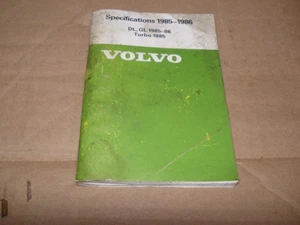 Specifications 1985-1986
DL, GL 1985-86
Turbo 1985
VOLVO